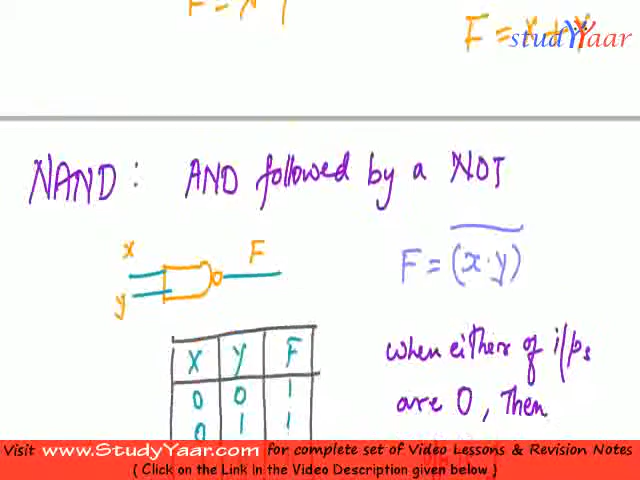 F = X + Y
studYYaar
NAND : AND followed by a NOT
x
F
y
F = (x·y)
X Y F
0 0 1
0 1 1
when either of i/ps
are 0, Then
Visit www.StudyYaar.com for complete set of Video Lessons & Revision Notes
( Click on the Link In the Video Description given below )